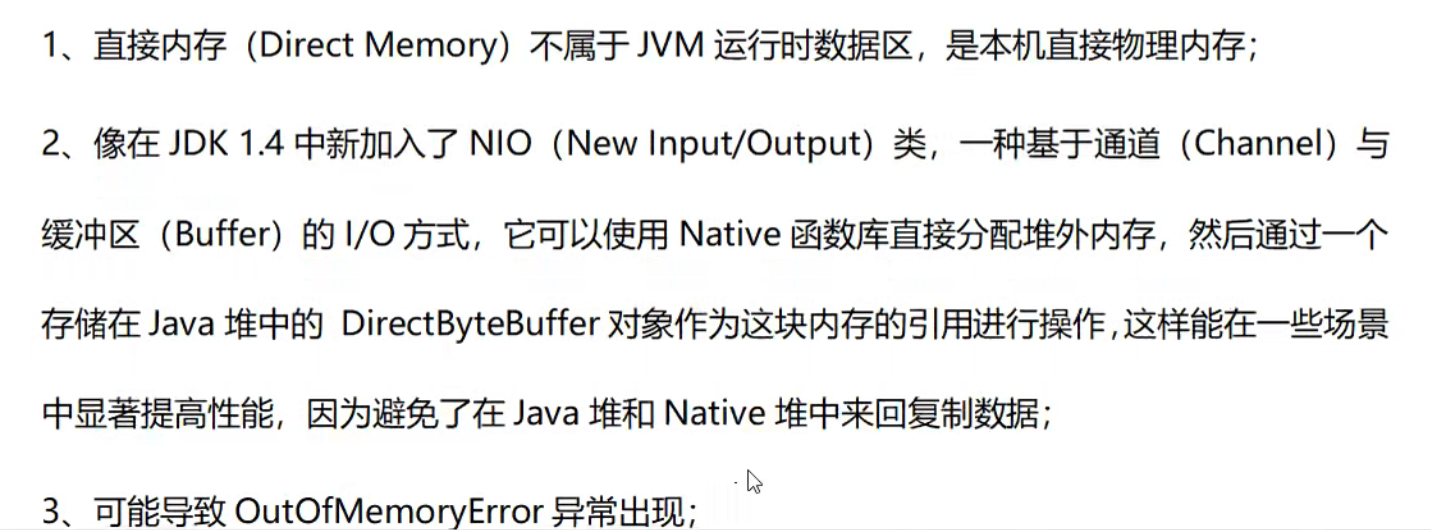 1、直接内存（Direct Memory）不属于 JVM 运行时数据区，是本机直接物理内存；
2、像在 JDK 1.4 中新加入了 NIO（New Input/Output）类，一种基于通道（Channel）与
缓冲区（Buffer）的 I/O 方式，它可以使用 Native 函数库直接分配堆外内存，然后通过一个
存储在 Java 堆中的 DirectByteBuffer 对象作为这块内存的引用进行操作，这样能在一些场景
中显著提高性能，因为避免了在 Java 堆和 Native 堆中来回复制数据；
3、可能导致 OutOfMemoryError 异常出现；